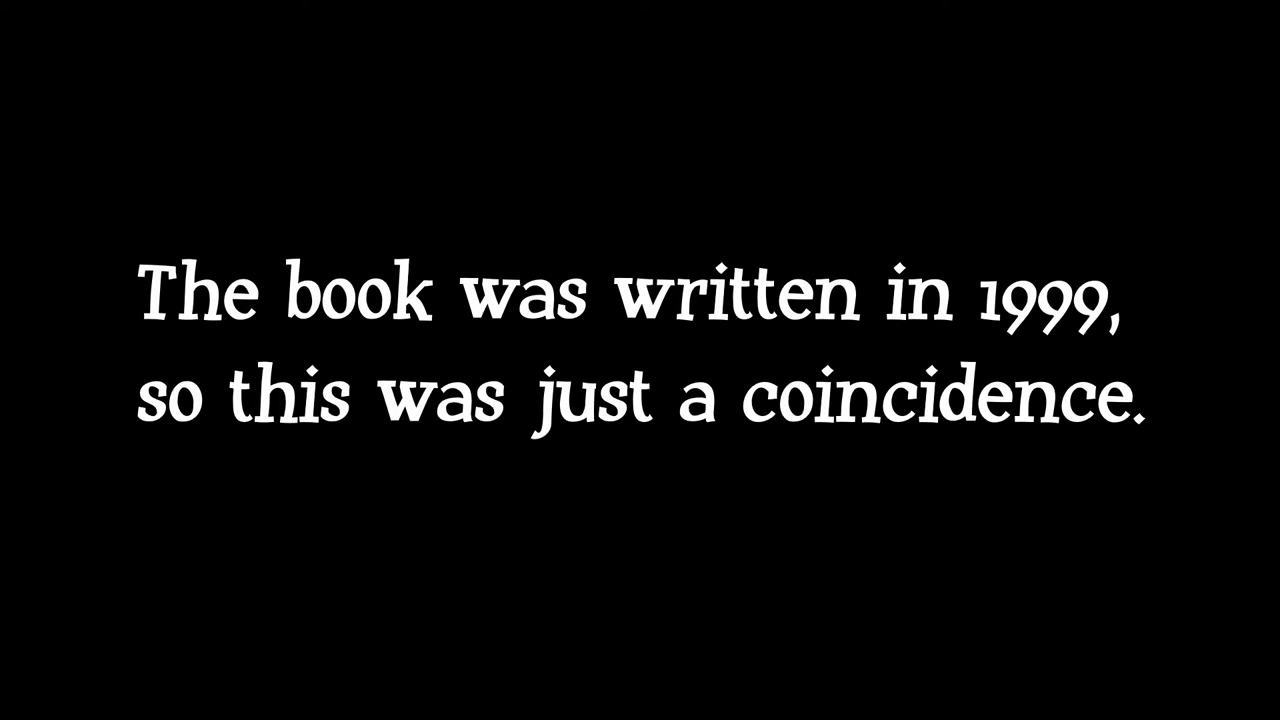 The book was written in 1999,
so this was just a coincidence.